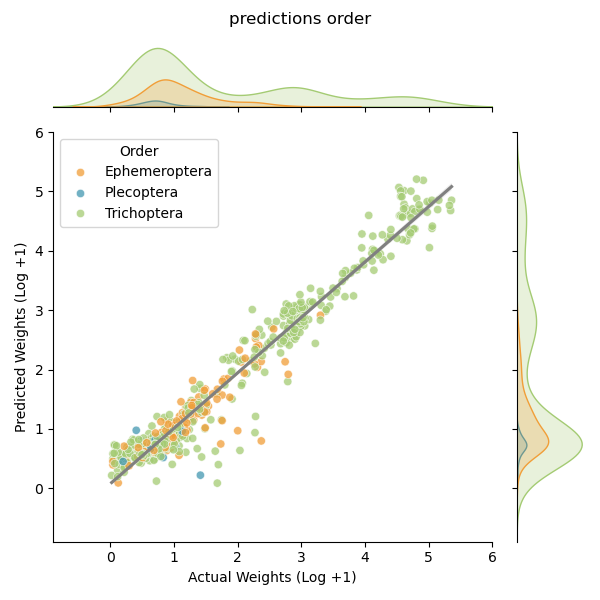 predictions order
6
5
4
3
2
1
0
Order
Ephemeroptera
Plecoptera
Trichoptera
Predicted Weights (Log +1)
0 1 2 3 4 5 6
Actual Weights (Log +1)